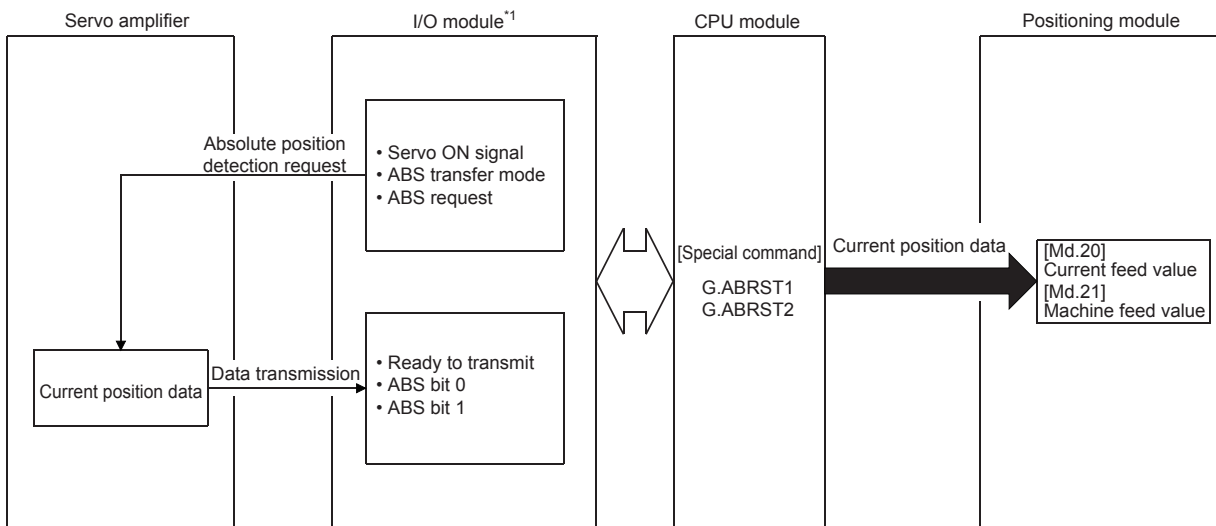 Servo amplifier
I/O module*1
CPU module
Positioning module
Absolute position
detection request
• Servo ON signal
• ABS transfer mode
• ABS request
[Special command]
G.ABRST1
G.ABRST2
Current position data
[Md.20]
Current feed value
[Md.21]
Machine feed value
Current position data
Data transmission
• Ready to transmit
• ABS bit 0
• ABS bit 1